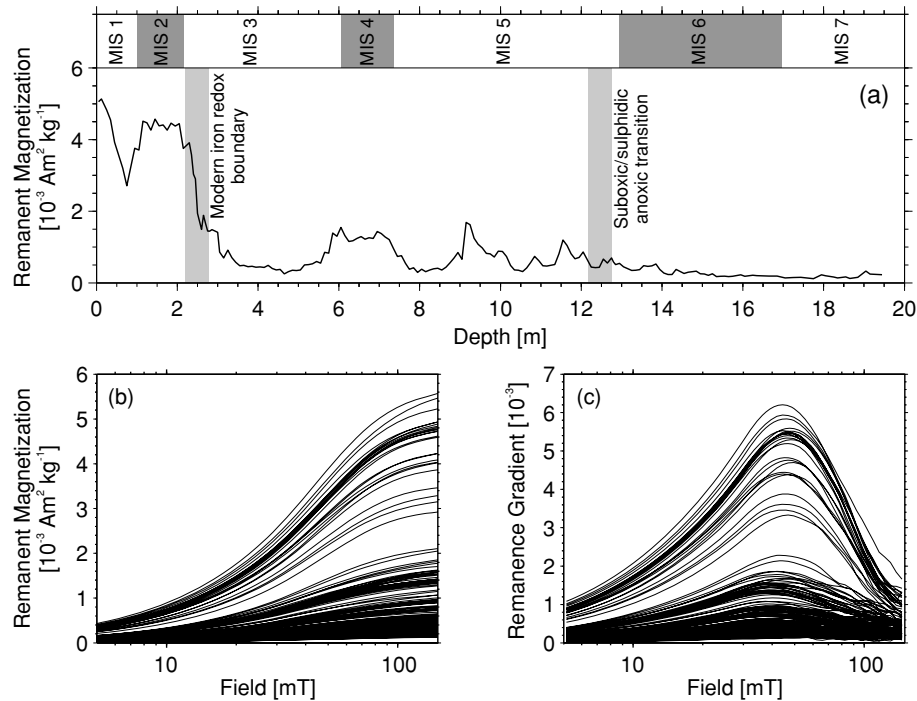 MIS 1
MIS 2
MIS 3
MIS 4
MIS 5
MIS 6
MIS 7
(a)
Remanent Magnetization
[10⁻³ Am² kg⁻¹]
6
4
2
0
Modern iron redox
boundary
Suboxic/sulphidic
anoxic transition
0 2 4 6 8 10 12 14 16 18 20
Depth [m]
(b)
Remanent Magnetization
[10⁻³ Am² kg⁻¹]
6
5
4
3
2
1
0
10 100
Field [mT]
(c)
Remanence Gradient [10⁻³]
7
6
5
4
3
2
1
0
10 100
Field [mT]